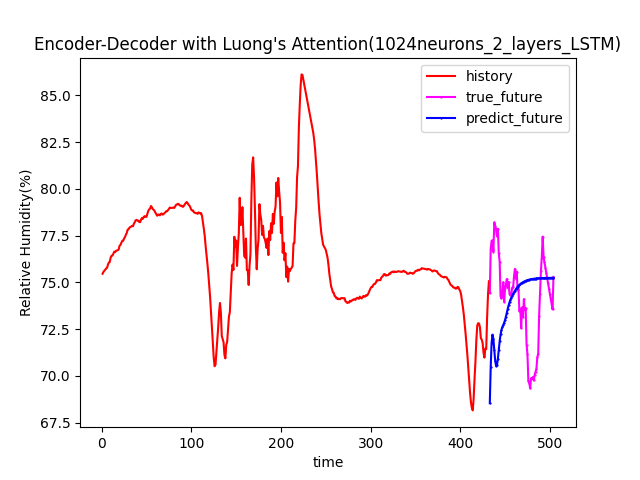 Encoder-Decoder with Luong's Attention(1024neurons_2_layers_LSTM)
history
true_future
predict_future
85.0
82.5
80.0
77.5
75.0
72.5
70.0
67.5
Relative Humidity(%)
0 100 200 300 400 500
time